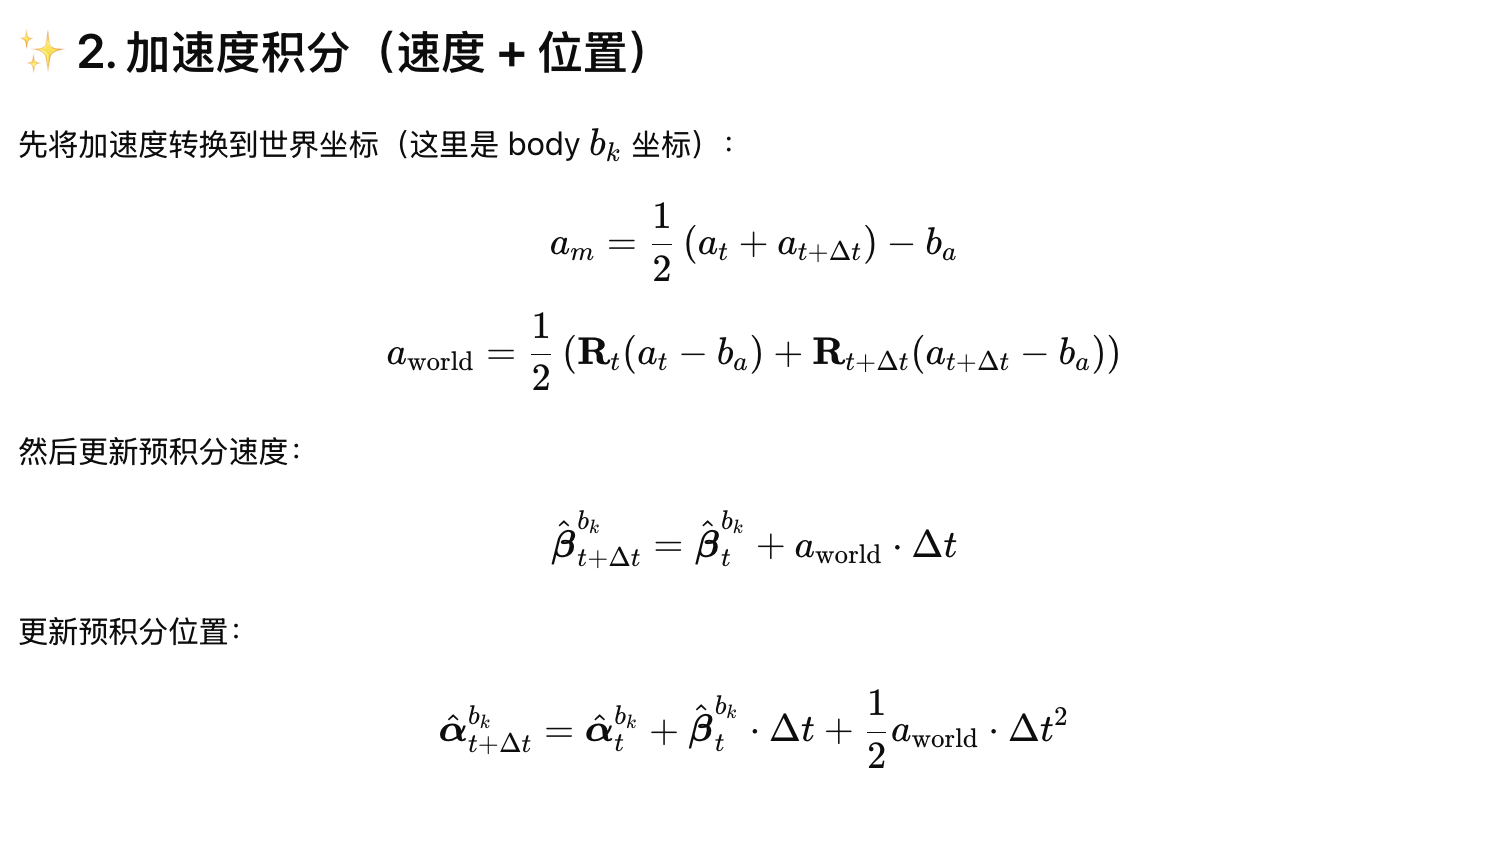 ✨ 2. 加速度积分（速度 + 位置）
先将加速度转换到世界坐标（这里是 body $b_k$ 坐标）：
$a_m = \frac{1}{2}(a_t + a_{t+\Delta t}) - b_a$
$a_{\text{world}} = \frac{1}{2}(\mathbf{R}_t(a_t - b_a) + \mathbf{R}_{t+\Delta t}(a_{t+\Delta t} - b_a))$
然后更新预积分速度：
$\hat{\boldsymbol{\beta}}_{t+\Delta t}^{b_k} = \hat{\boldsymbol{\beta}}_t^{b_k} + a_{\text{world}} \cdot \Delta t$
更新预积分位置：
$\hat{\boldsymbol{\alpha}}_{t+\Delta t}^{b_k} = \hat{\boldsymbol{\alpha}}_t^{b_k} + \hat{\boldsymbol{\beta}}_t^{b_k} \cdot \Delta t + \frac{1}{2} a_{\text{world}} \cdot \Delta t^2$